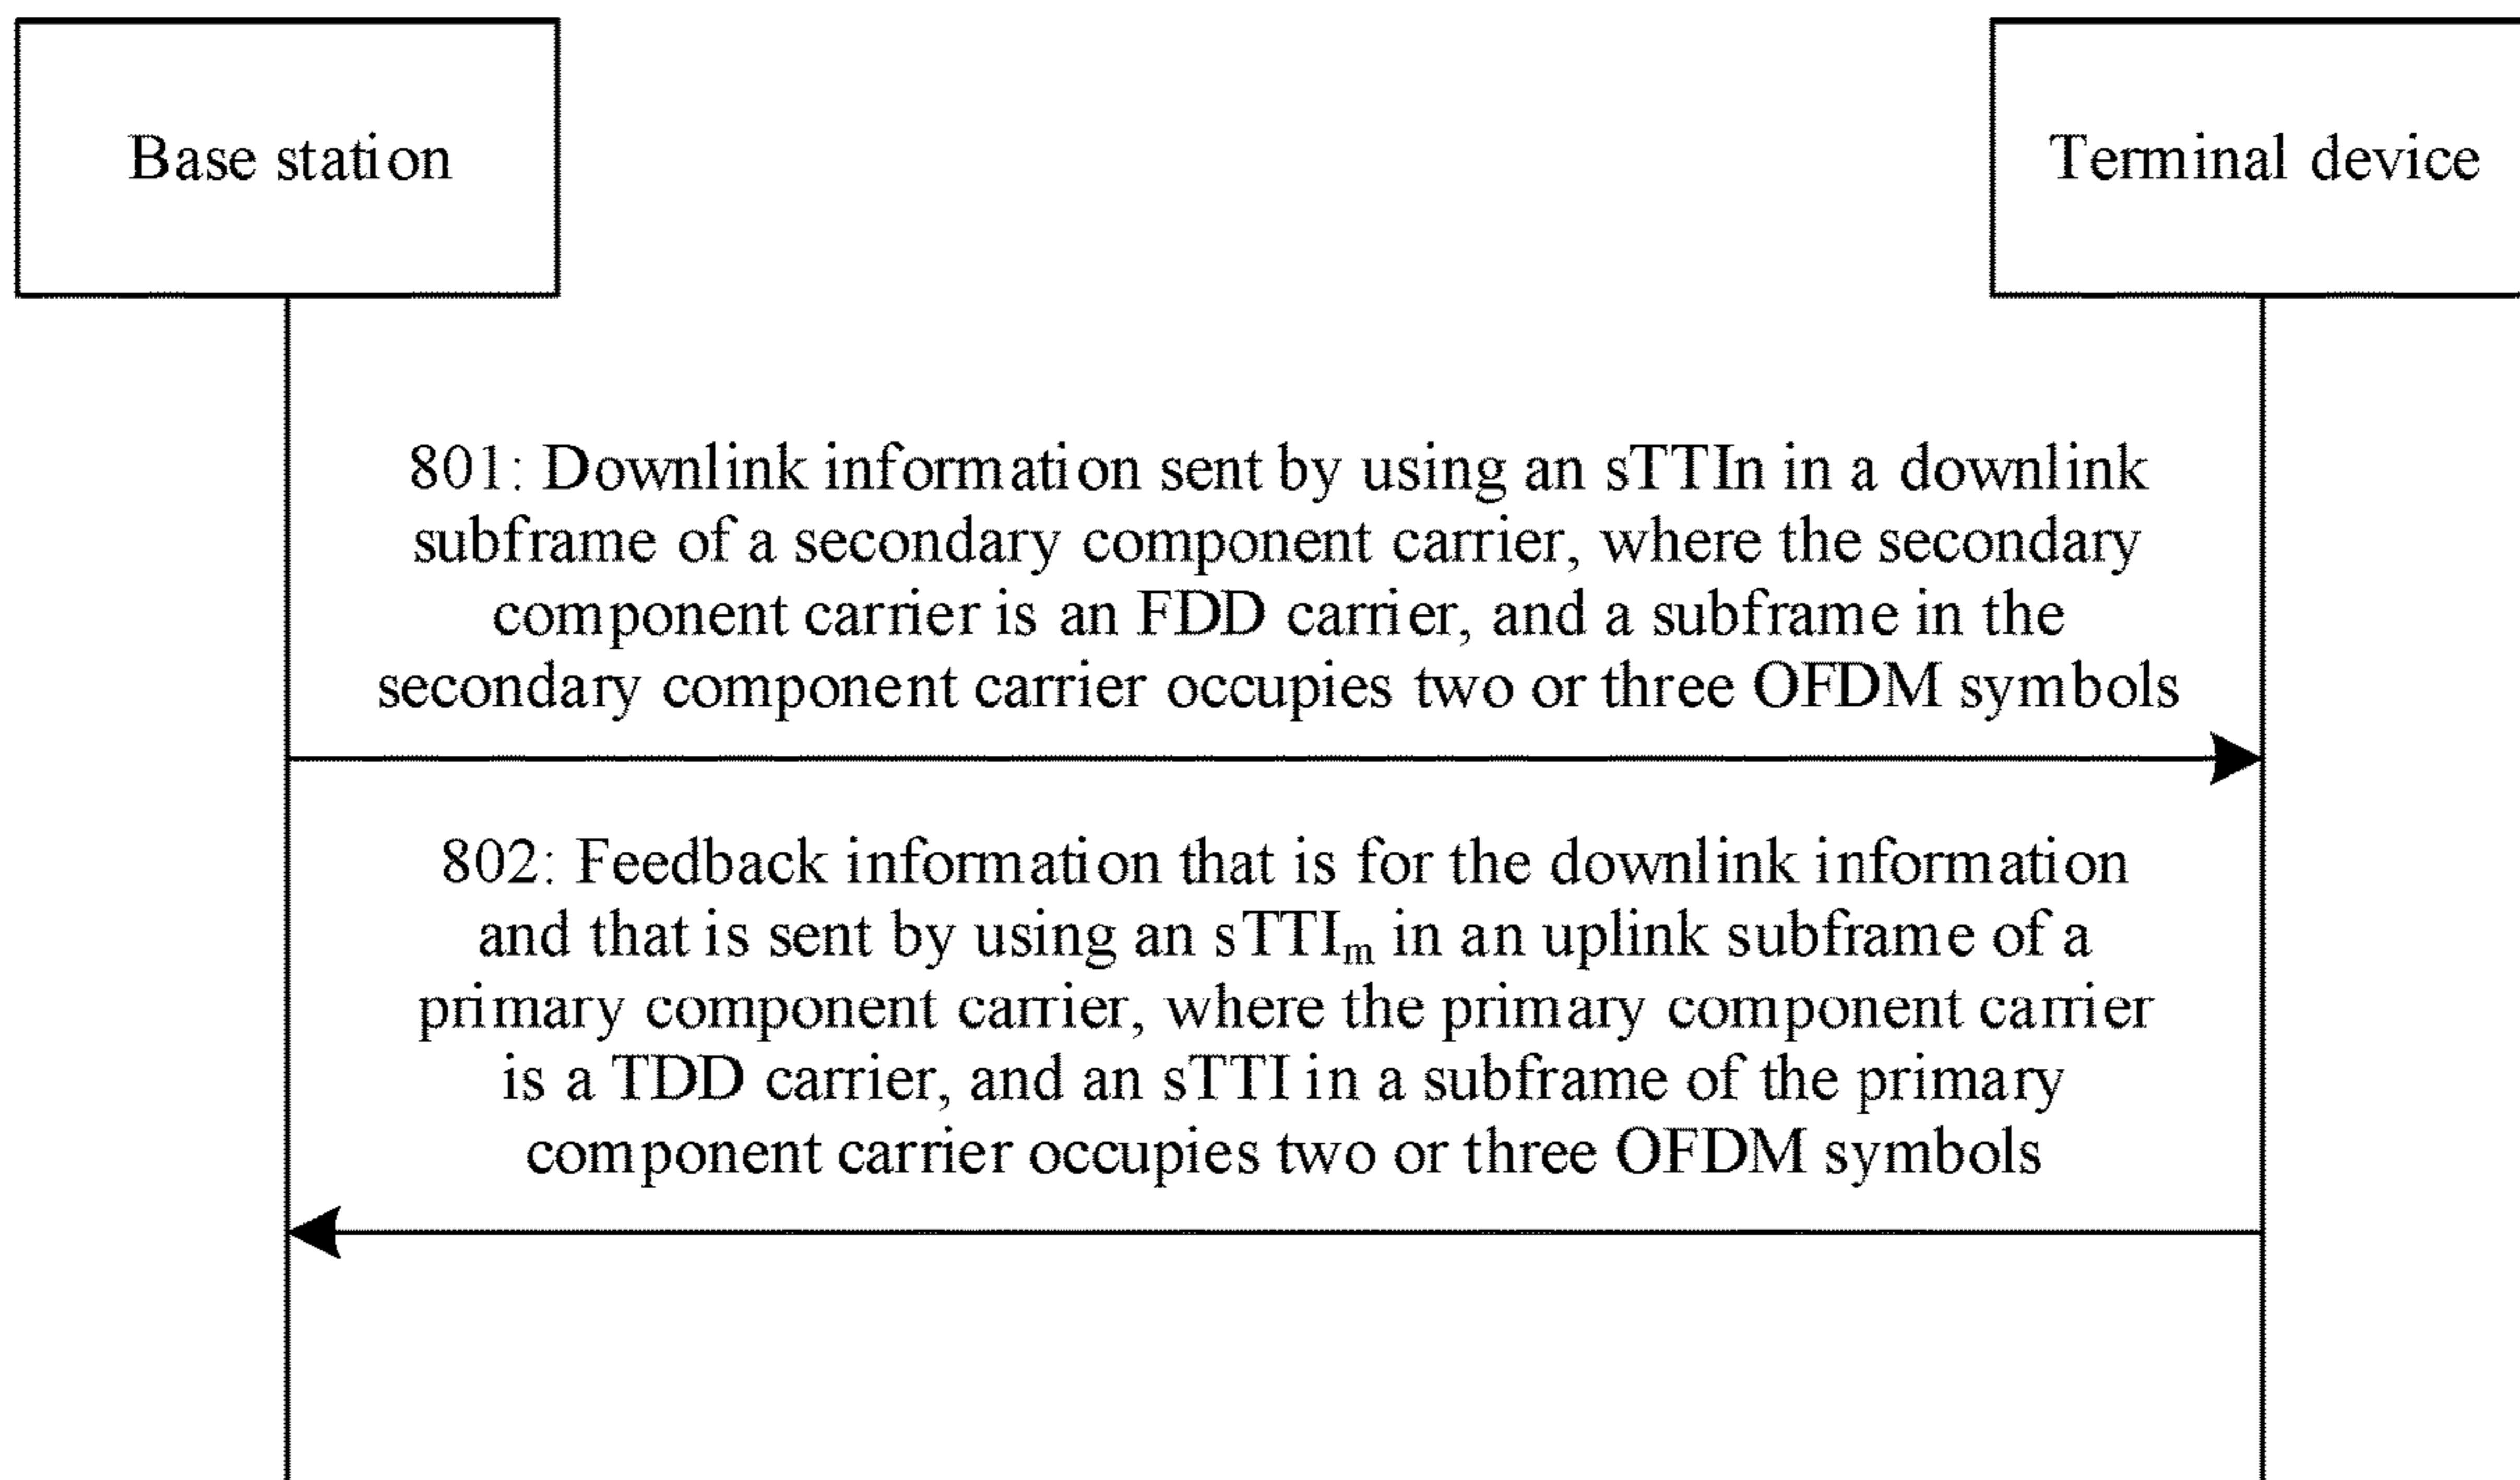 Base station
Terminal device
801: Downlink information sent by using an sTTIn in a downlink
subframe of a secondary component carrier, where the secondary
component carrier is an FDD carrier, and a subframe in the
secondary component carrier occupies two or three OFDM symbols
802: Feedback information that is for the downlink information
and that is sent by using an sTTIₘ in an uplink subframe of a
primary component carrier, where the primary component carrier
is a TDD carrier, and an sTTI in a subframe of the primary
component carrier occupies two or three OFDM symbols